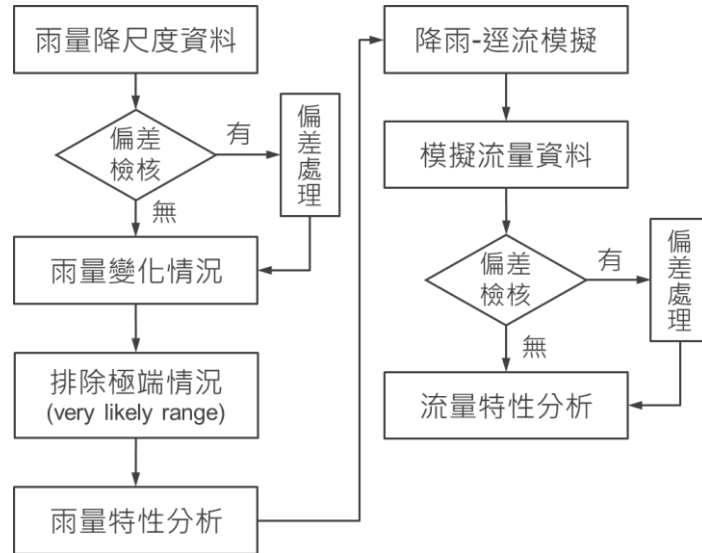 雨量降尺度資料
偏差
檢核
有
偏差處理
無
雨量變化情況
排除極端情況
(very likely range)
雨量特性分析
降雨-逕流模擬
模擬流量資料
偏差
檢核
有
偏差處理
無
流量特性分析